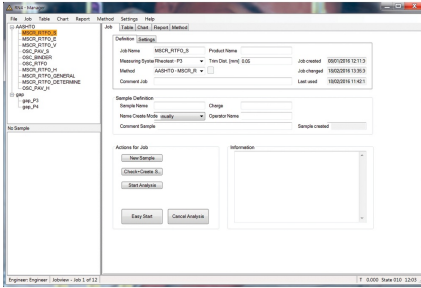 RN4 - Manager
File Job Table Chart Report Method Settings Help
AASHTO
MSCR_RTFO_S
MSCR_RTFO_E
MSCR_RTFO_V
OSC_PAV_S
OSC_BINDER
OSC_RTFO
MSCR_RTFO_H
MSCR_RTFO_GENERAL
MSCR_RTFO_DETERMINE
OSC_PAV_H
gap
gap_P3
gap_P4
No Sample
Job Table Chart Report Method
Definition Settings
Job Name MSCR_RTFO_S Product Name
Measuring Syste Rheotest - P3 Trim Dist. [mm] 0.05 Job created 06/01/2016 12:11:3
Method AASHTO - MSCR_R Job changed 18/02/2016 13:35:3
Comment Job Last used 18/02/2016 11:42:1
Sample Definition
Sample Name Charge
Name Create Mode usually Operator Name
Comment Sample Sample created
Actions for Job Information
New Sample
Check+Create S..
Start Analysis
Easy Start Cancel Analysis
Engineer: Engineer Jobview - Job 1 of 12 T 0.000 State 010 12:03